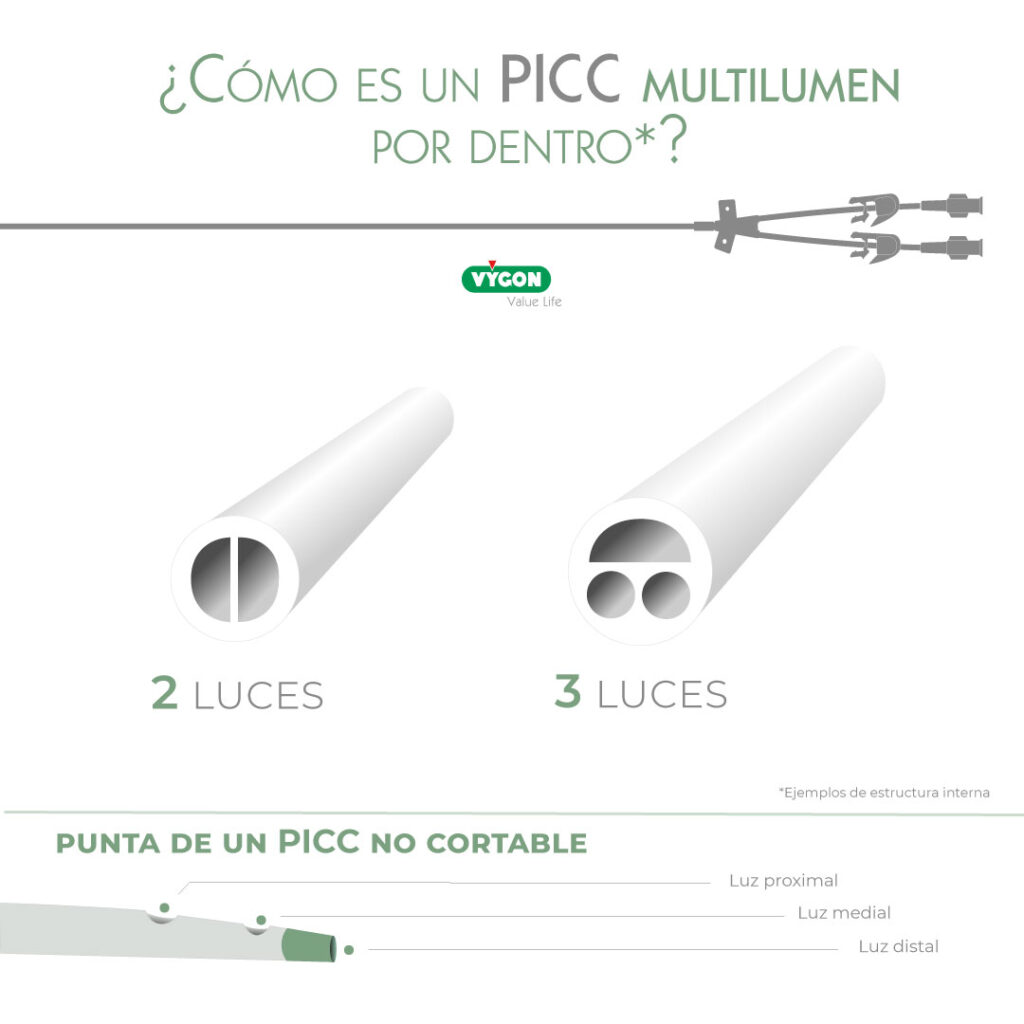 ¿Cómo es un PICC multilumen
por dentro*?
VYGON
Value Life
2 LUCES
3 LUCES
*Ejemplos de estructura interna
PUNTA DE UN PICC NO CORTABLE
Luz proximal
Luz medial
Luz distal